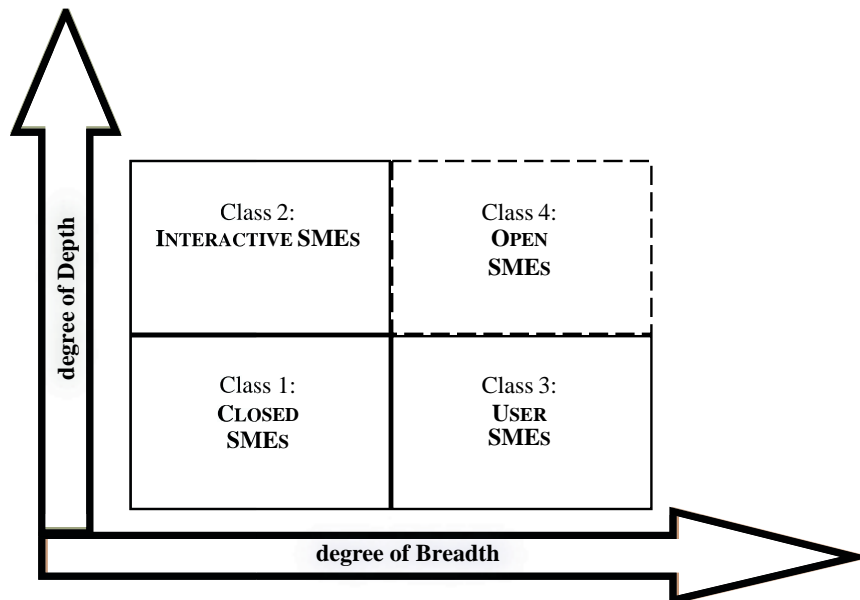 degree of Depth
Class 2:
INTERACTIVE SMES
Class 4:
OPEN
SMES
Class 1:
CLOSED
SMES
Class 3:
USER
SMES
degree of Breadth